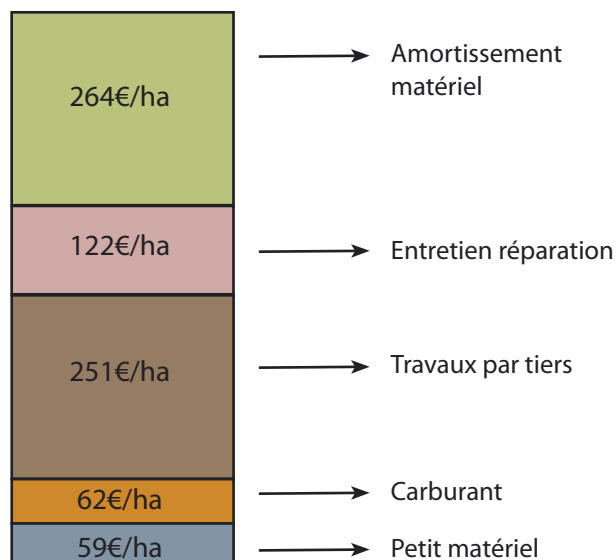 264€/ha
Amortissement
matériel
122€/ha
Entretien réparation
251€/ha
Travaux par tiers
62€/ha
Carburant
59€/ha
Petit matériel